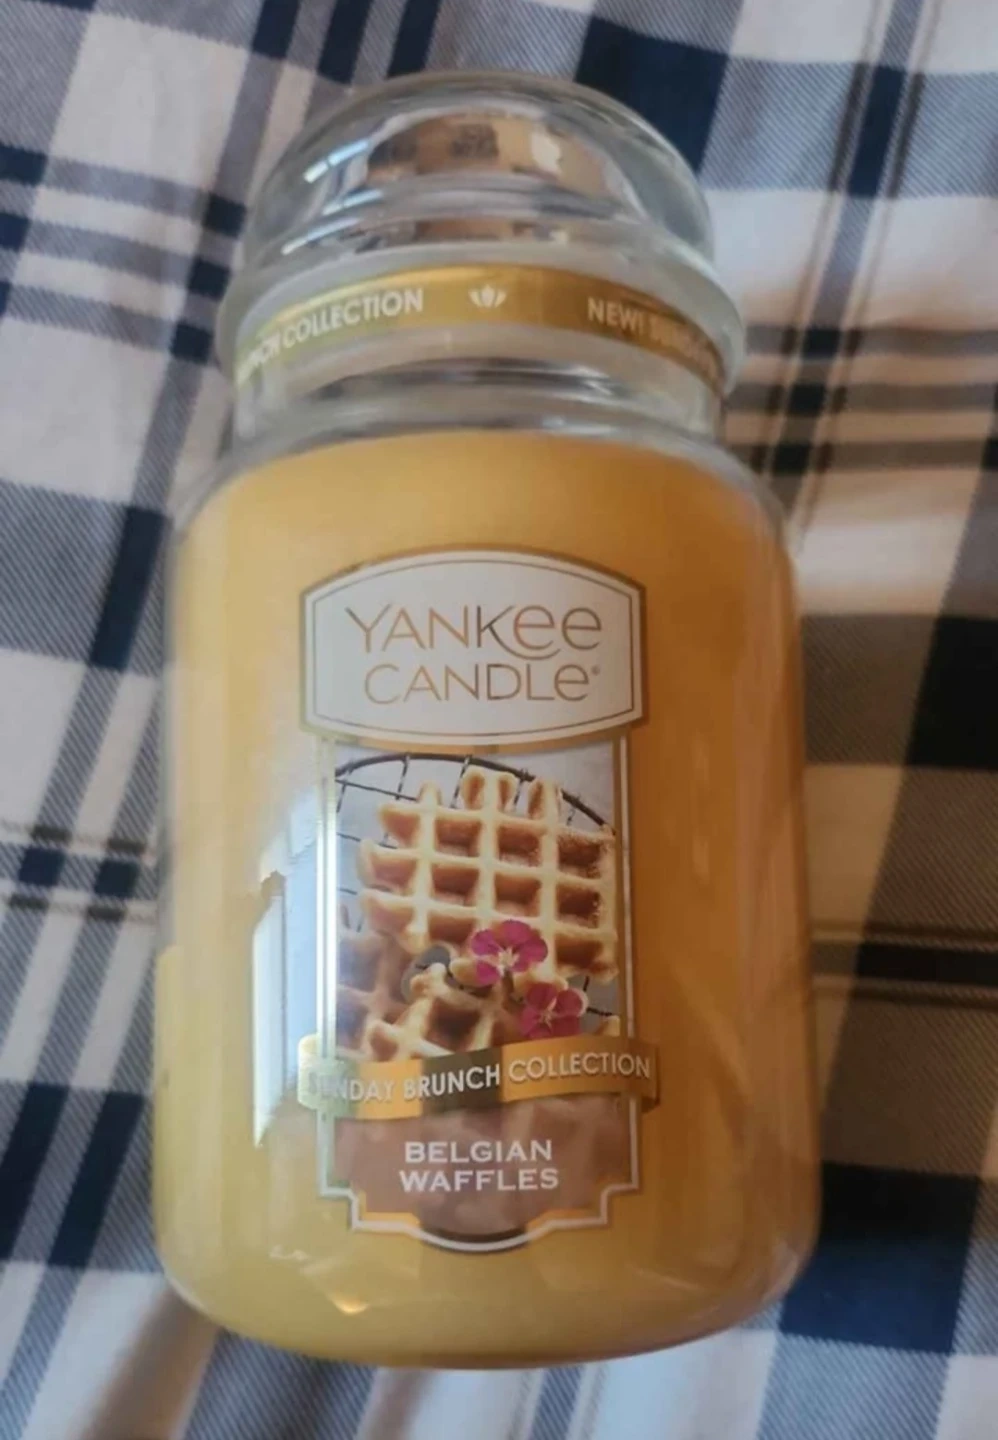 COLLECTION
NEW!
YANKEE
CANDLE®
BRUNCH COLLECTION
BELGIAN
WAFFLES